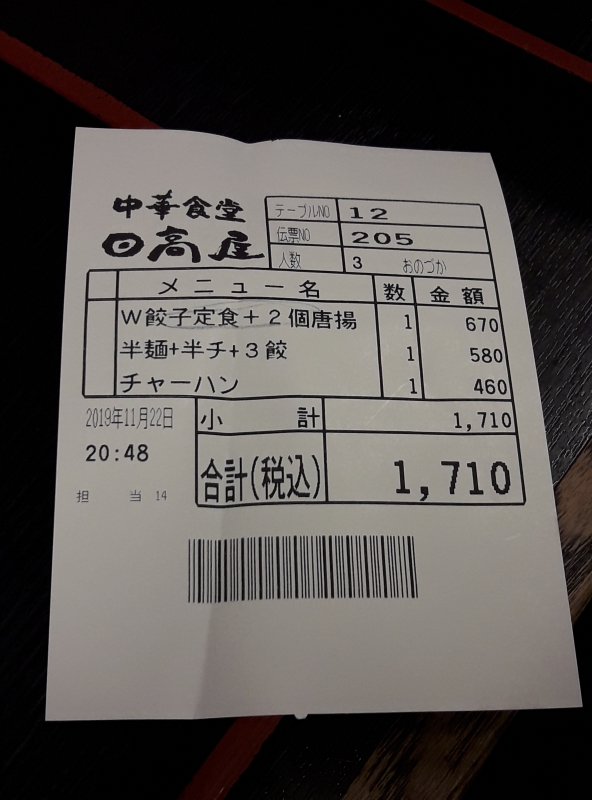 中華食堂
日高屋
テーブルNO 12
伝票NO 205
人数 3 おのづか
メニュー名 数 金額
W餃子定食+2個唐揚 1 670
半麺+半チ+3餃 1 580
チャーハン 1 460
2019年11月22日 小計 1,710
20:48 合計(税込) 1,710
担当 14